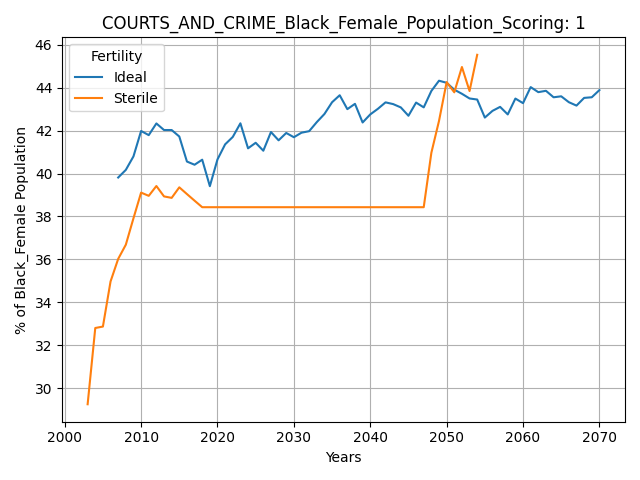 COURTS_AND_CRIME_Black_Female_Population_Scoring: 1
Fertility
Ideal
Sterile
% of Black_Female Population
46
44
42
40
38
36
34
32
30
2000 2010 2020 2030 2040 2050 2060 2070
Years